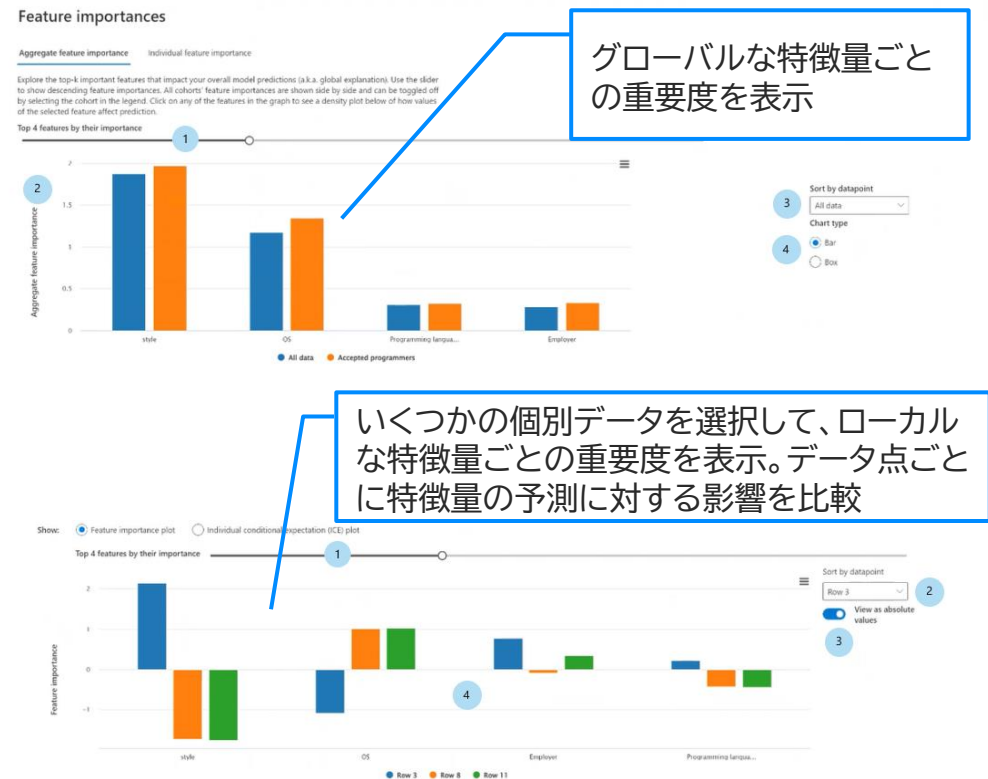 Feature importances
グローバルな特徴量ごと
の重要度を表示
Aggregate feature importance Individual feature importance
Explore the top-k important features that impact your overall model predictions (a.k.a. global explanation). Use the slider
to show descending feature importances. All cohorts' feature importances are shown side by side and can be toggled off
by selecting the cohort in the legend. Click on any of the features in the graph to see a density plot below of how values
of the selected feature affect prediction.
Top 4 features by their importance
1
2
Aggregate feature importance
2
1.5
1
0.5
0
style OS Programming langua... Employer
All data Accepted programmers
3
Sort by datapoint
All data
Chart type
4
Bar
Box
いくつかの個別データを選択して、ローカル
な特徴量ごとの重要度を表示。データ点ごと
に特徴量の予測に対する影響を比較
Show: Feature importance plot Individual conditional expectation (ICE) plot
Top 4 features by their importance
1
Feature importance
2
1
0
-1
4
style OS Employer Programming langua...
Row 3 Row 8 Row 11
Sort by datapoint
Row 3
2
View as absolute
values
3